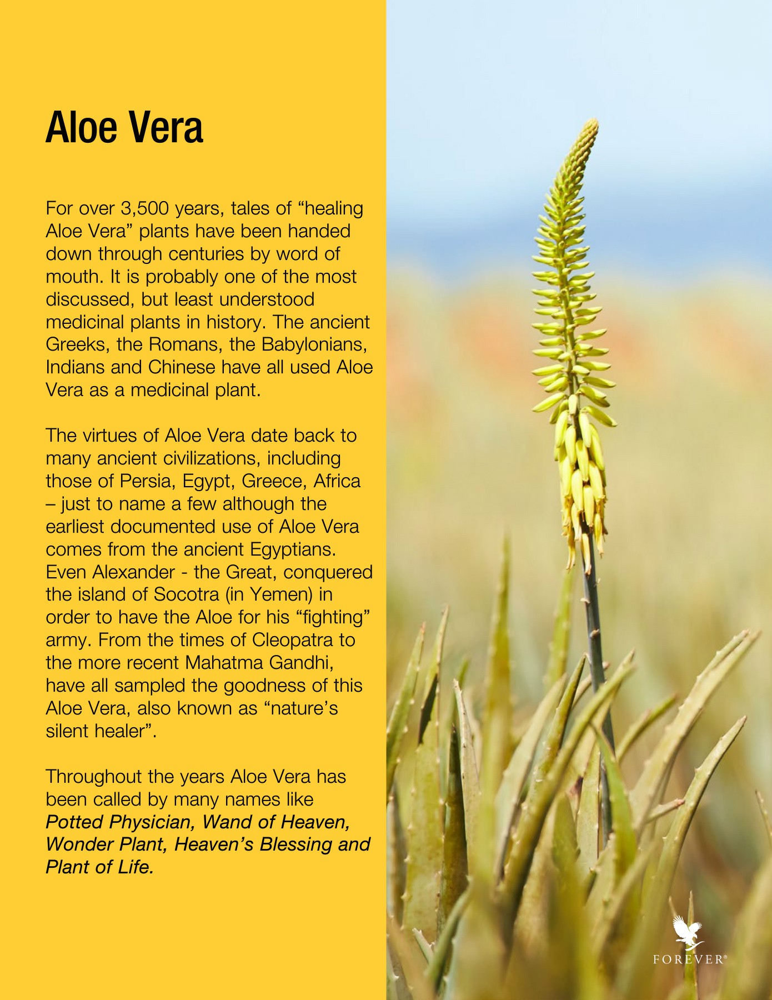 Aloe Vera
For over 3,500 years, tales of “healing
Aloe Vera” plants have been handed
down through centuries by word of
mouth. It is probably one of the most
discussed, but least understood
medicinal plants in history. The ancient
Greeks, the Romans, the Babylonians,
Indians and Chinese have all used Aloe
Vera as a medicinal plant.
The virtues of Aloe Vera date back to
many ancient civilizations, including
those of Persia, Egypt, Greece, Africa
– just to name a few although the
earliest documented use of Aloe Vera
comes from the ancient Egyptians.
Even Alexander - the Great, conquered
the island of Socotra (in Yemen) in
order to have the Aloe for his “fighting”
army. From the times of Cleopatra to
the more recent Mahatma Gandhi,
have all sampled the goodness of this
Aloe Vera, also known as “nature’s
silent healer”.
Throughout the years Aloe Vera has
been called by many names like
Potted Physician, Wand of Heaven,
Wonder Plant, Heaven’s Blessing and
Plant of Life.
FOREVER®